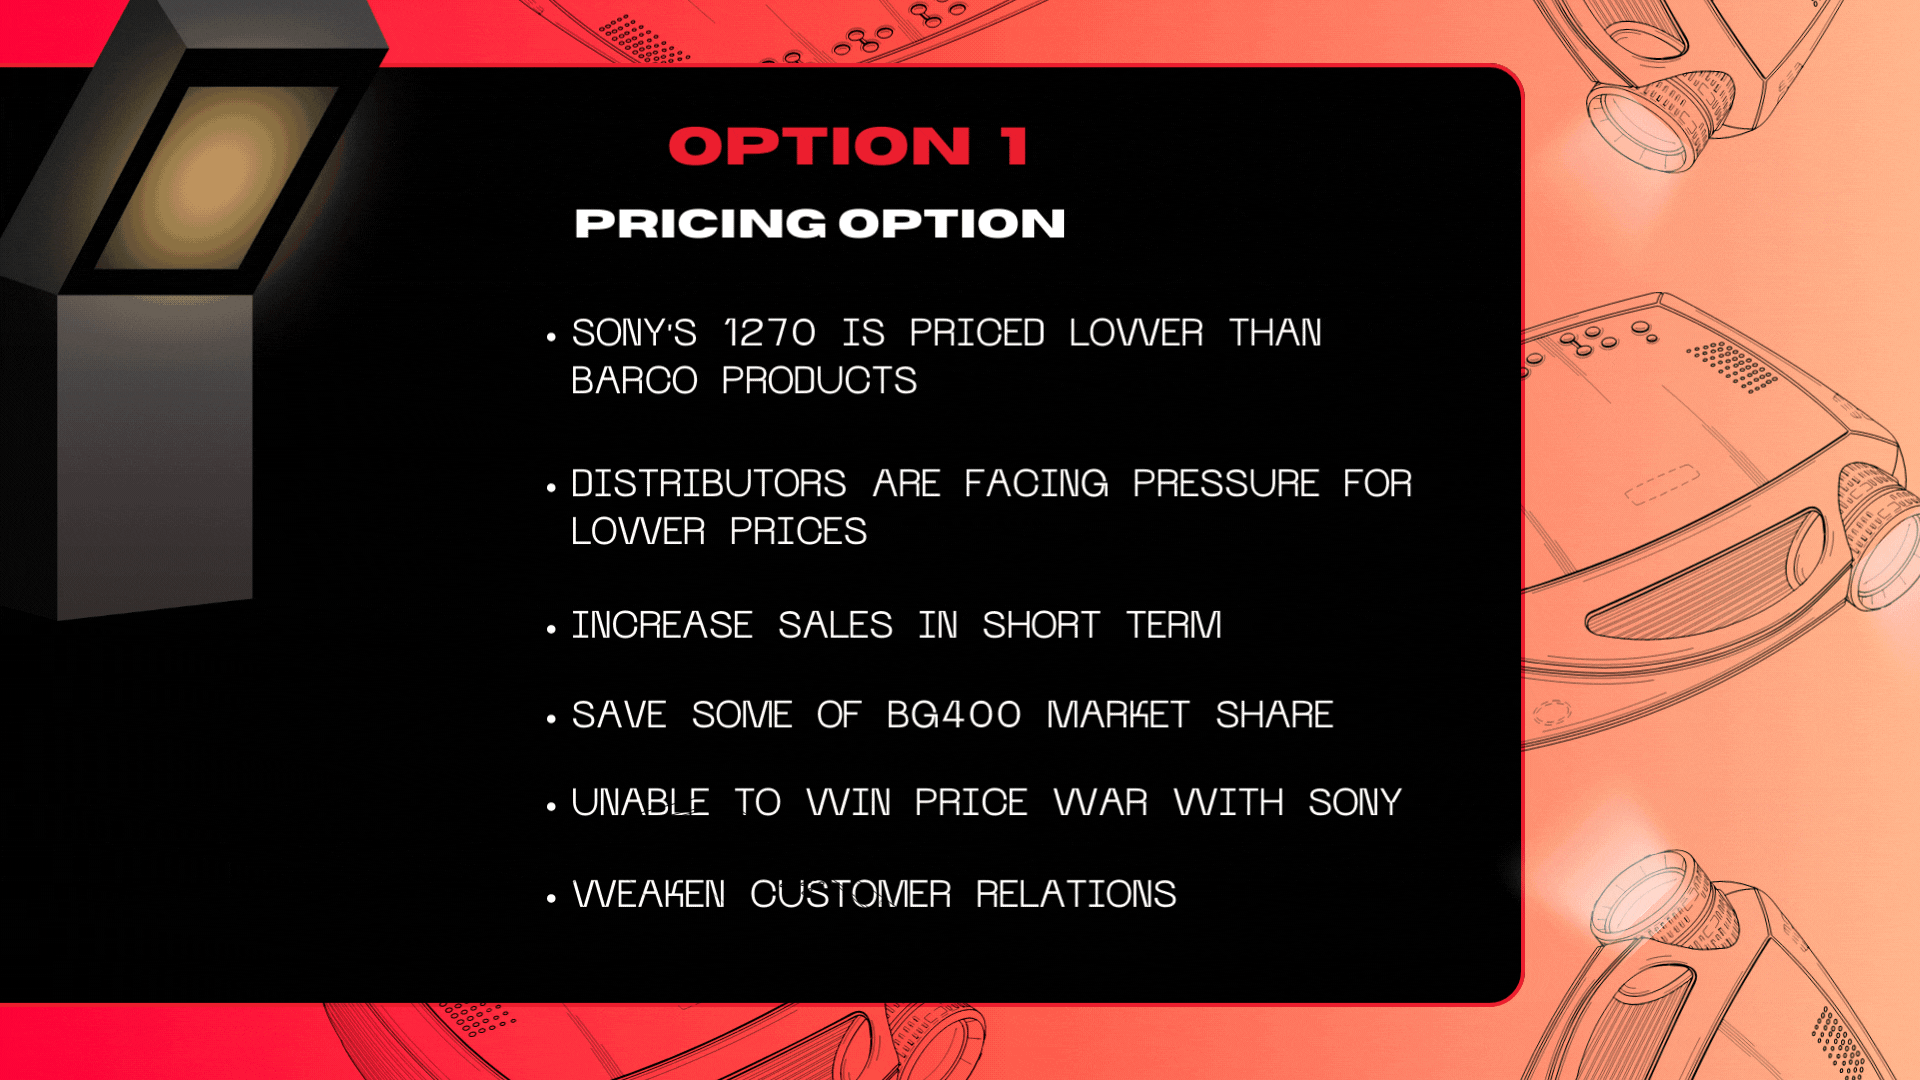 OPTION 1
PRICING OPTION
• SONY'S 1270 IS PRICED LOWER THAN
BARCO PRODUCTS
• DISTRIBUTORS ARE FACING PRESSURE FOR
LOWER PRICES
• INCREASE SALES IN SHORT TERM
• SAVE SOME OF BG400 MARKET SHARE
• UNABLE TO WIN PRICE WAR WITH SONY
• WEAKEN CUSTOMER RELATIONS